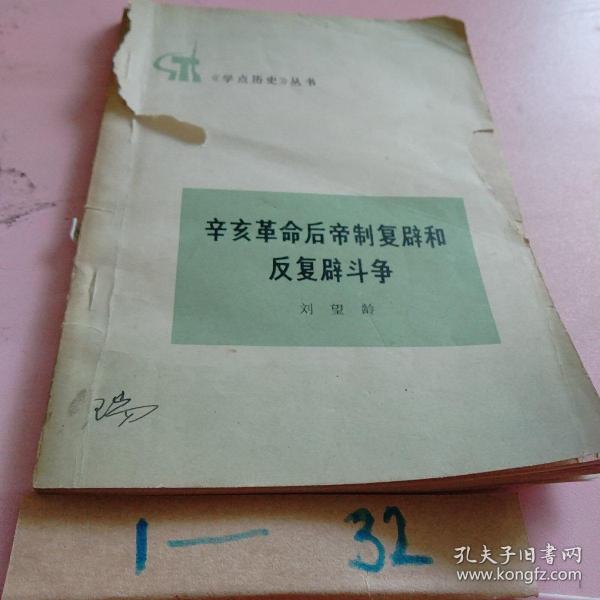 《学点历史》丛书
辛亥革命后帝制复辟和
反复辟斗争
刘望龄
瑞
1—32
孔夫子旧书网
www.kongfz.com